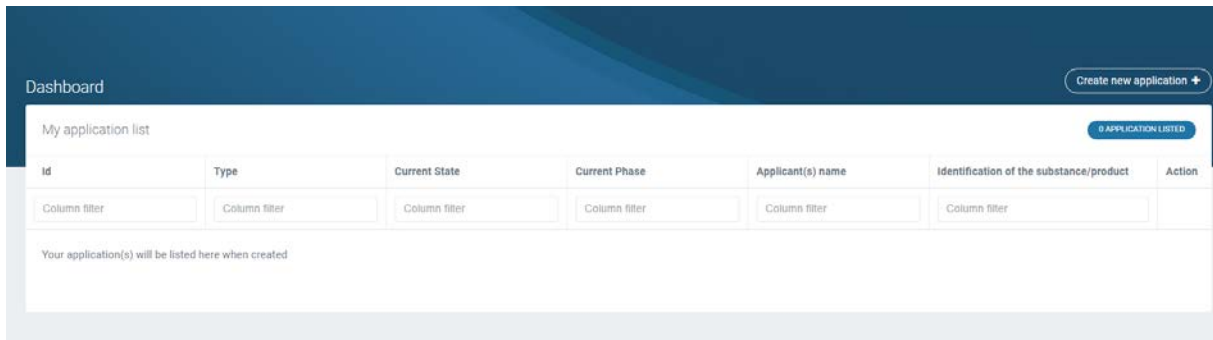 Create new application +
Dashboard
My application list
0 APPLICATION LISTED
Id Type Current State Current Phase Applicant(s) name Identification of the substance/product Action
Column filter Column filter Column filter Column filter Column filter Column filter
Your application(s) will be listed here when created